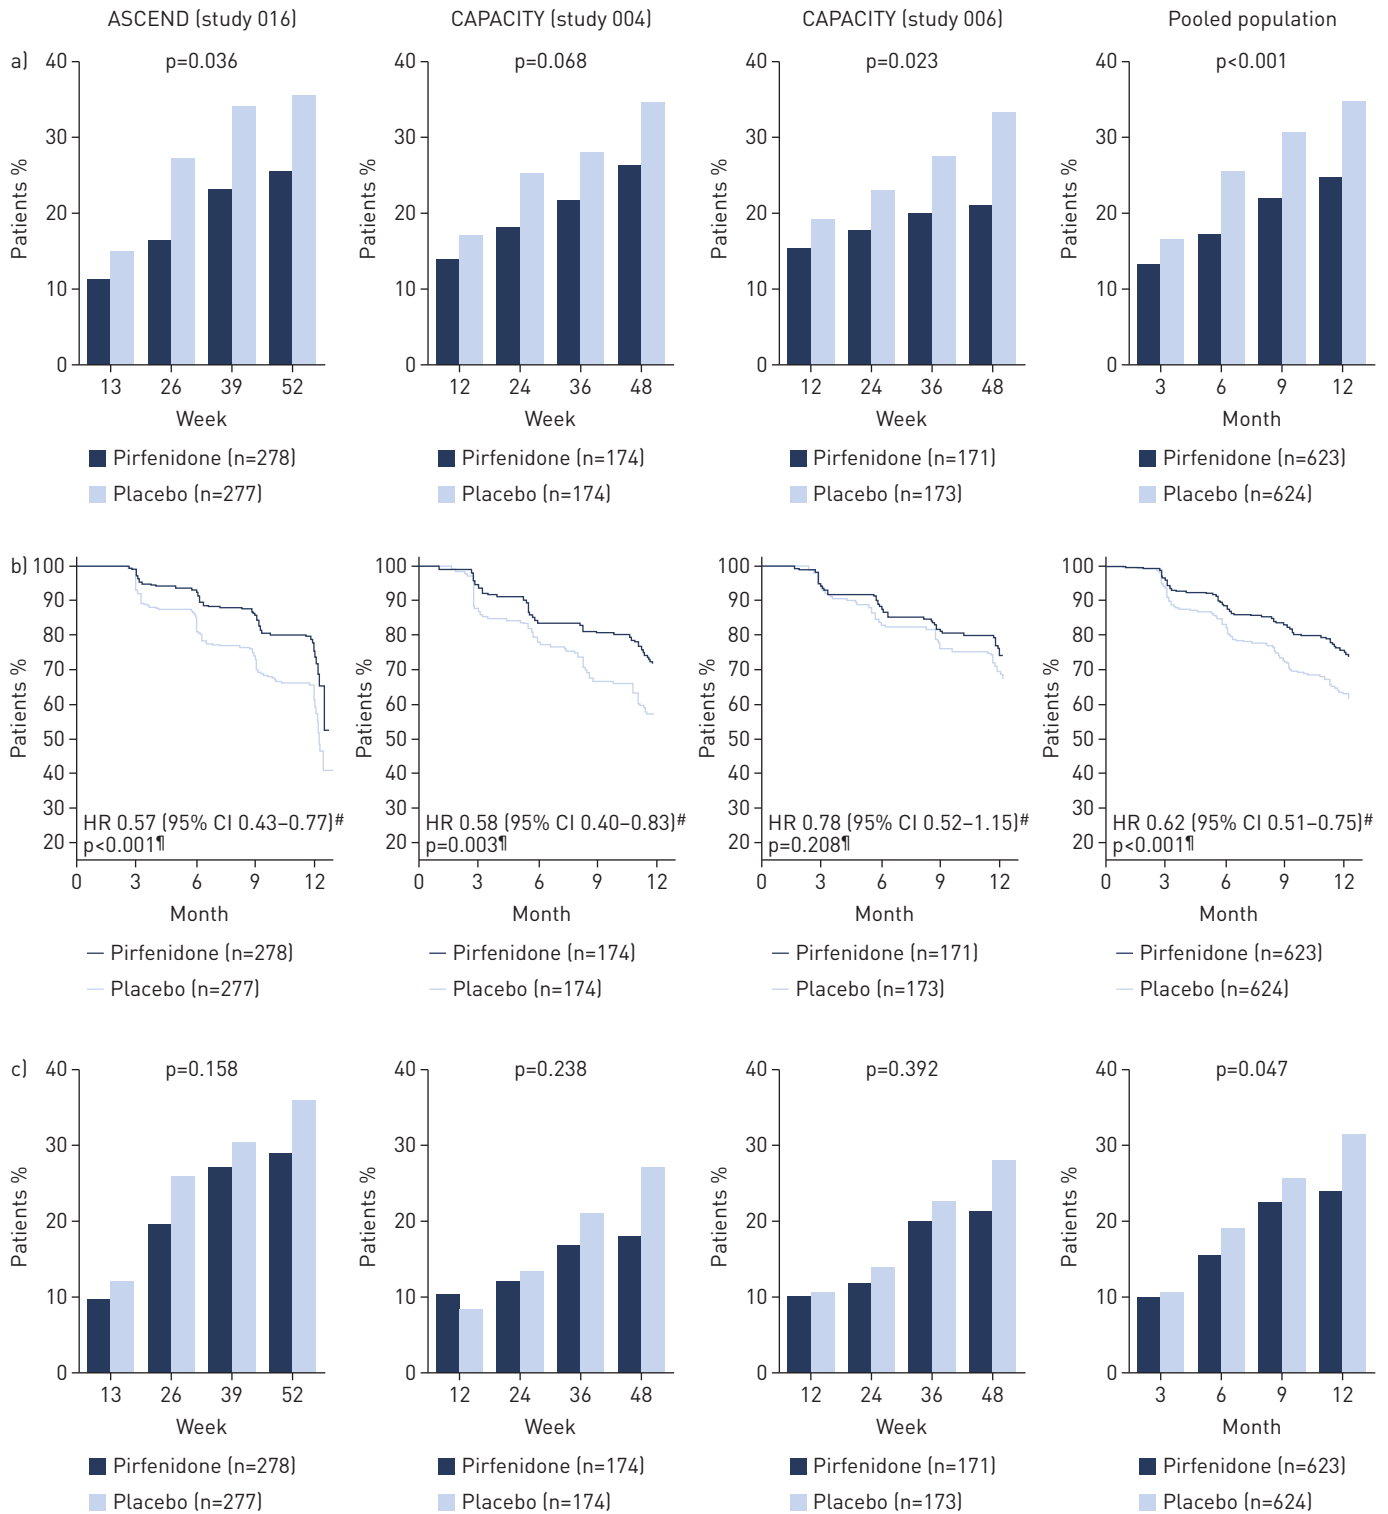 ASCEND (study 016) CAPACITY (study 004) CAPACITY (study 006) Pooled population
a) 40 p=0.036 40 p=0.068 40 p=0.023 40 p<0.001
30 30 30 30
Patients % Patients % Patients % Patients %
20 20 20 20
10 10 10 10
0 0 0 0
13 26 39 52 12 24 36 48 12 24 36 48 3 6 9 12
Week Week Week Month
Pirfenidone (n=278) Pirfenidone (n=174) Pirfenidone (n=171) Pirfenidone (n=623)
Placebo (n=277) Placebo (n=174) Placebo (n=173) Placebo (n=624)
b) 100 100 100 100
90 90 90 90
80 80 80 80
70 70 70 70
Patients % Patients % Patients % Patients %
60 60 60 60
50 50 50 50
40 40 40 40
30 30 30 30
HR 0.57 (95% CI 0.43–0.77)# HR 0.58 (95% CI 0.40–0.83)# HR 0.78 (95% CI 0.52–1.15)# HR 0.62 (95% CI 0.51–0.75)#
20 p<0.001¶ 20 p=0.003¶ 20 p=0.208¶ 20 p<0.001¶
0 3 6 9 12 0 3 6 9 12 0 3 6 9 12 0 3 6 9 12
Month Month Month Month
Pirfenidone (n=278) Pirfenidone (n=174) Pirfenidone (n=171) Pirfenidone (n=623)
Placebo (n=277) Placebo (n=174) Placebo (n=173) Placebo (n=624)
c) 40 p=0.158 40 p=0.238 40 p=0.392 40 p=0.047
30 30 30 30
Patients % Patients % Patients % Patients %
20 20 20 20
10 10 10 10
0 0 0 0
13 26 39 52 12 24 36 48 12 24 36 48 3 6 9 12
Week Week Week Month
Pirfenidone (n=278) Pirfenidone (n=174) Pirfenidone (n=171) Pirfenidone (n=623)
Placebo (n=277) Placebo (n=174) Placebo (n=173) Placebo (n=624)